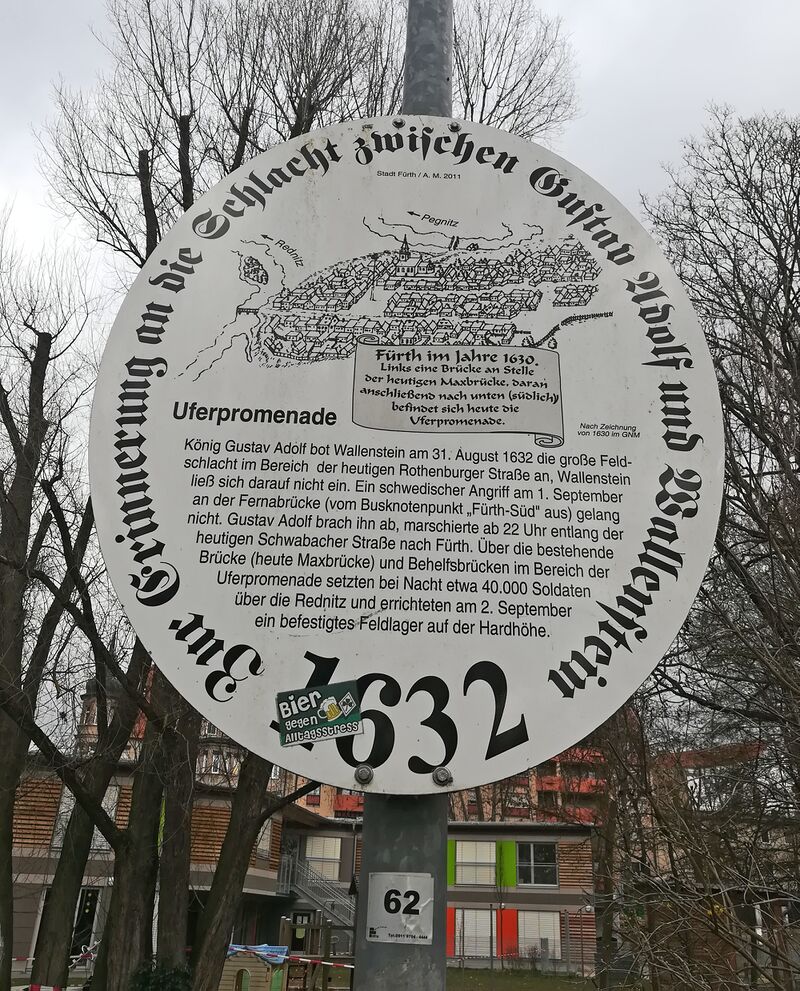 Zur Erinnerung an die Schlacht zwischen Gustav Adolf und Wallenstein
Stadt Fürth / A. M. 2011
Pegnitz
Rednitz
Fürth im Jahre 1630.
Links eine Brücke an Stelle
der heutigen Maxbrücke, daran
anschließend nach unten (südlich)
befindet sich heute die
Uferpromenade.
Nach Zeichnung
von 1630 im GNM
Uferpromenade
König Gustav Adolf bot Wallenstein am 31. August 1632 die große Feld-
schlacht im Bereich der heutigen Rothenburger Straße an, Wallenstein
ließ sich darauf nicht ein. Ein schwedischer Angriff am 1. September
an der Fernabrücke (vom Busknotenpunkt „Fürth-Süd" aus) gelang
nicht. Gustav Adolf brach ihn ab, marschierte ab 22 Uhr entlang der
heutigen Schwabacher Straße nach Fürth. Über die bestehende
Brücke (heute Maxbrücke) und Behelfsbrücken im Bereich der
Uferpromenade setzten bei Nacht etwa 40.000 Soldaten
über die Rednitz und errichteten am 2. September
ein befestigtes Feldlager auf der Hardhöhe.
1632
Bier
gegen
Alltagsstress
62